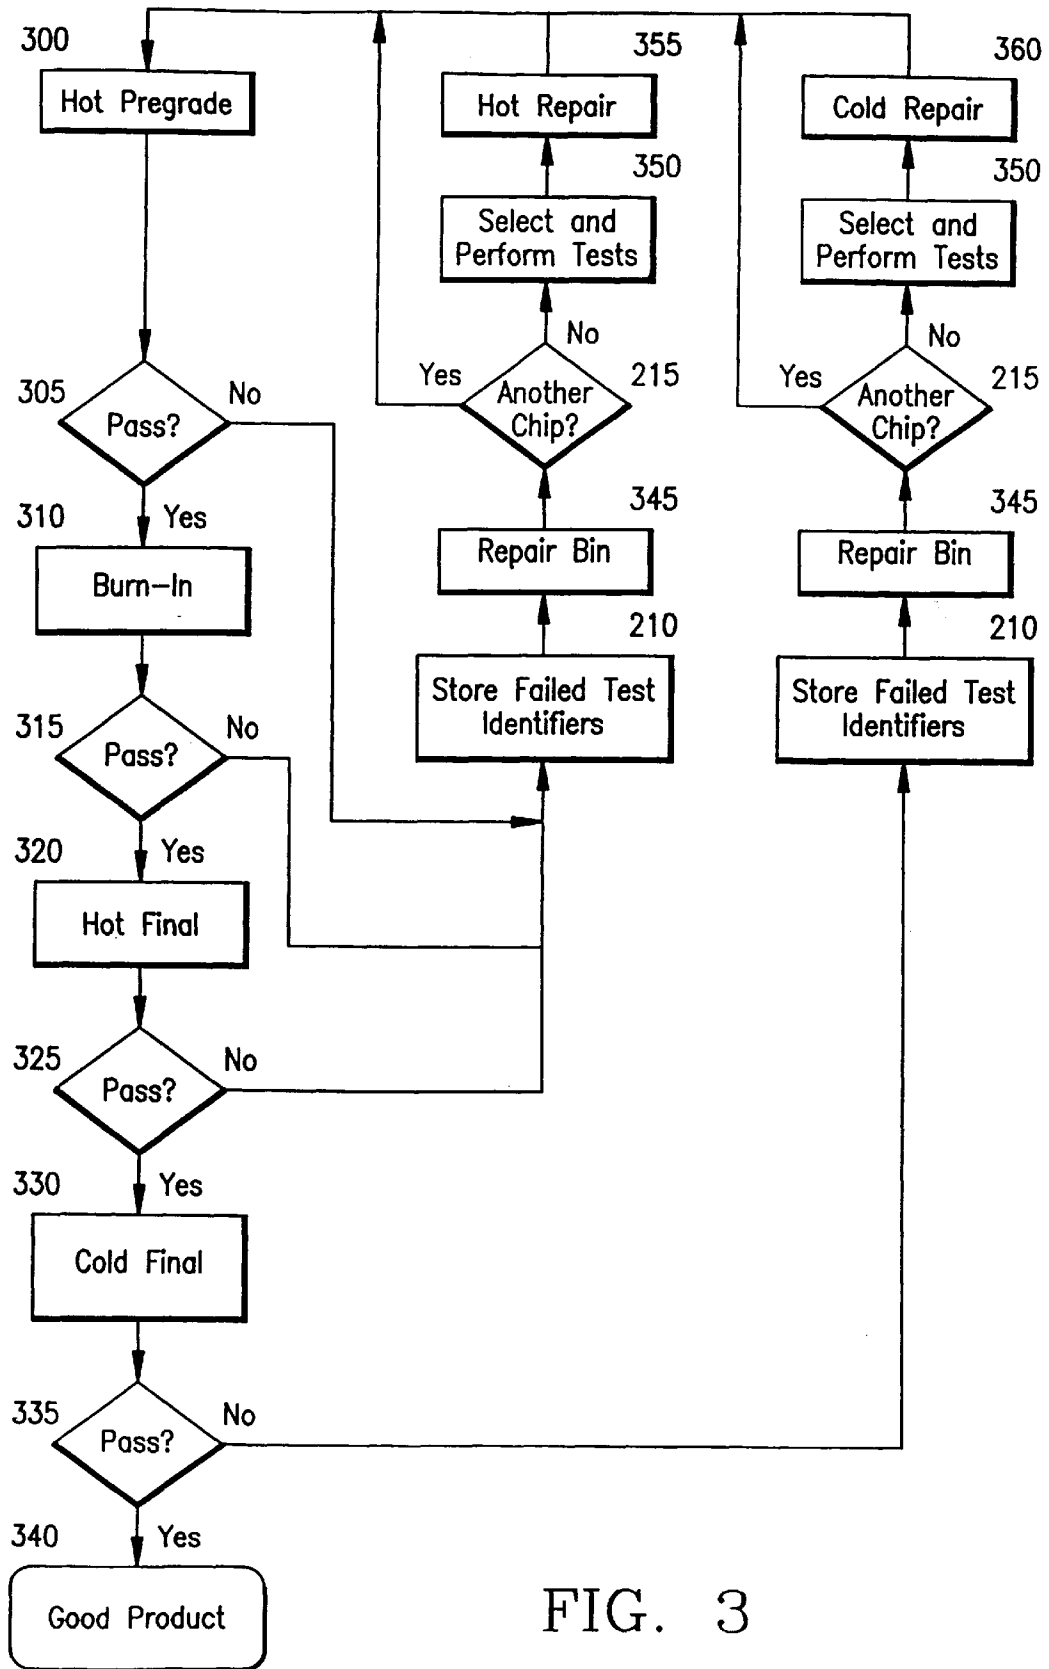 300
Hot Pregrade
305
Pass?
No
Yes
310
Burn-In
315
Pass?
No
Yes
320
Hot Final
325
Pass?
No
Yes
330
Cold Final
335
Pass?
No
Yes
340
Good Product
355
Hot Repair
350
Select and
Perform Tests
No
Yes
Another
Chip?
215
345
Repair Bin
210
Store Failed Test
Identifiers
360
Cold Repair
350
Select and
Perform Tests
No
Yes
Another
Chip?
215
345
Repair Bin
210
Store Failed Test
Identifiers
FIG. 3